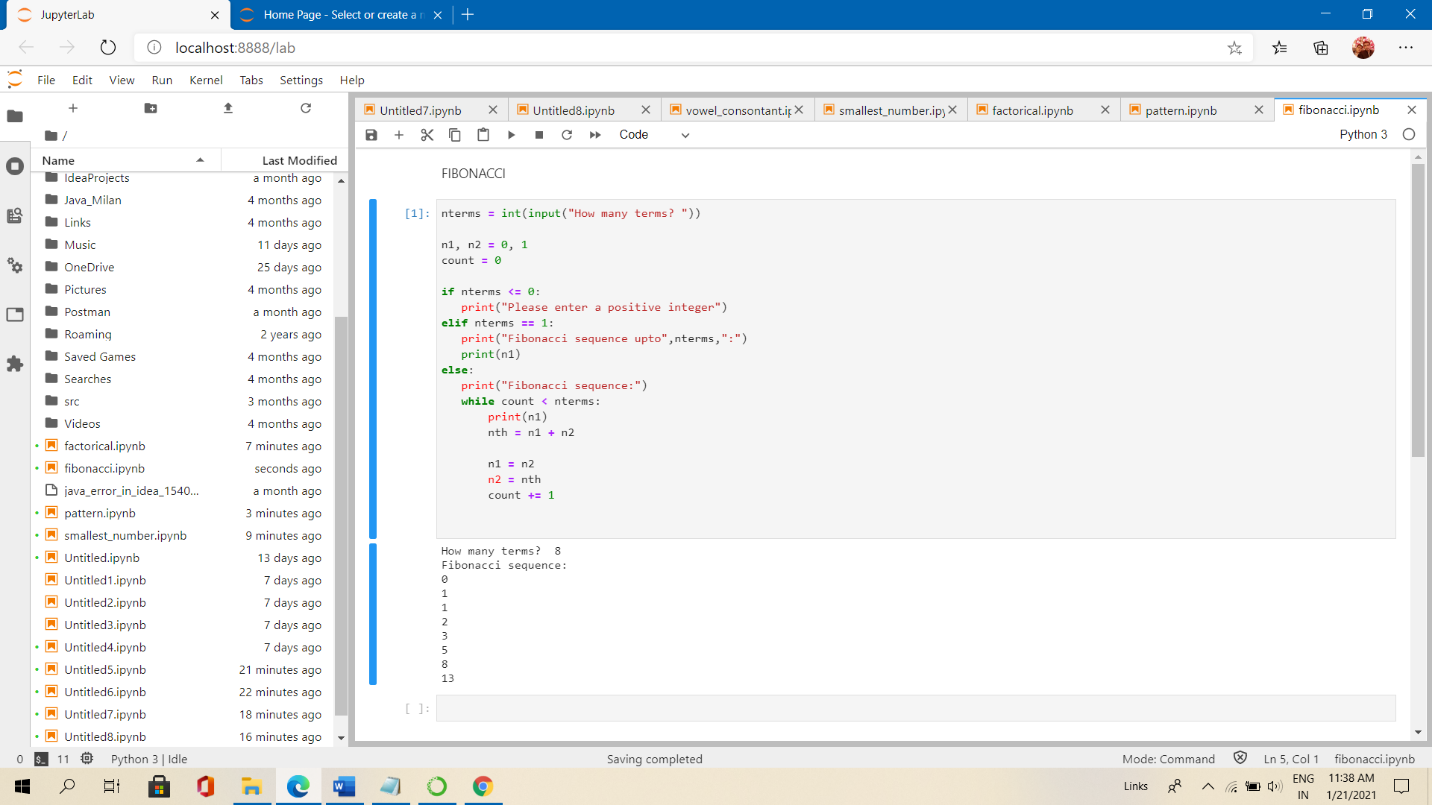 JupyterLab
Home Page - Select or create a n
localhost:8888/lab
File Edit View Run Kernel Tabs Settings Help
Untitled7.ipynb Untitled8.ipynb vowel_consontant.ip smallest_number.ipy factorical.ipynb pattern.ipynb fibonacci.ipynb
/
Code Python 3
Name Last Modified
IdeaProjects a month ago
Java_Milan 4 months ago
Links 4 months ago
Music 11 days ago
OneDrive 25 days ago
Pictures 4 months ago
Postman a month ago
Roaming 2 years ago
Saved Games 4 months ago
Searches 4 months ago
src 3 months ago
Videos 4 months ago
factorical.ipynb 7 minutes ago
fibonacci.ipynb seconds ago
java_error_in_idea_1540... a month ago
pattern.ipynb 3 minutes ago
smallest_number.ipynb 9 minutes ago
Untitled.ipynb 13 days ago
Untitled1.ipynb 7 days ago
Untitled2.ipynb 7 days ago
Untitled3.ipynb 7 days ago
Untitled4.ipynb 7 days ago
Untitled5.ipynb 21 minutes ago
Untitled6.ipynb 22 minutes ago
Untitled7.ipynb 18 minutes ago
Untitled8.ipynb 16 minutes ago
FIBONACCI
[1]: nterms = int(input("How many terms? "))
n1, n2 = 0, 1
count = 0
if nterms <= 0:
print("Please enter a positive integer")
elif nterms == 1:
print("Fibonacci sequence upto",nterms,":")
print(n1)
else:
print("Fibonacci sequence:")
while count < nterms:
print(n1)
nth = n1 + n2
n1 = n2
n2 = nth
count += 1
How many terms? 8
Fibonacci sequence:
0
1
1
2
3
5
8
13
[ ]:
0 $_ 11 Python 3 | Idle Saving completed Mode: Command Ln 5, Col 1 fibonacci.ipynb
Links ENG 11:38 AM
IN 1/21/2021